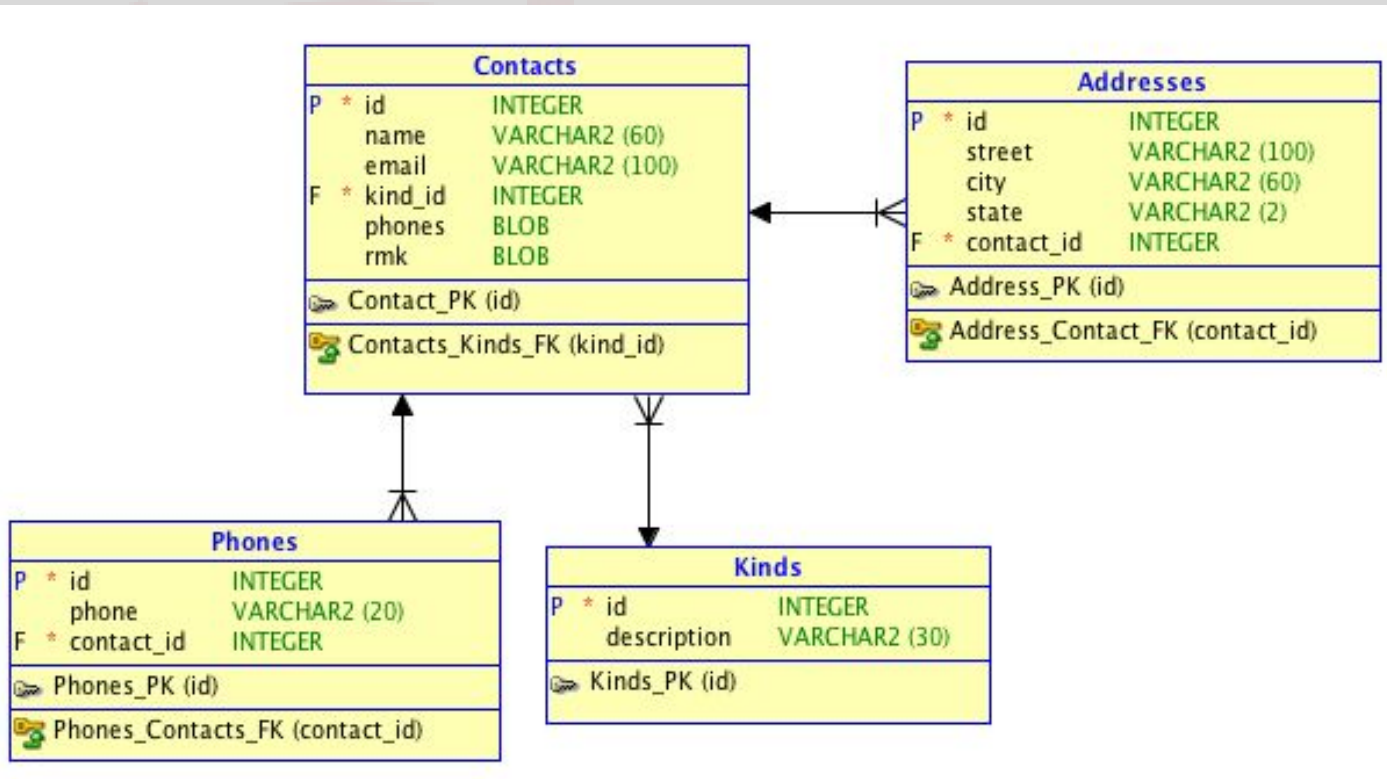 Contacts
P * id INTEGER
name VARCHAR2 (60)
email VARCHAR2 (100)
F * kind_id INTEGER
phones BLOB
rmk BLOB
Contact_PK (id)
Contacts_Kinds_FK (kind_id)
Addresses
P * id INTEGER
street VARCHAR2 (100)
city VARCHAR2 (60)
state VARCHAR2 (2)
F * contact_id INTEGER
Address_PK (id)
Address_Contact_FK (contact_id)
Phones
P * id INTEGER
phone VARCHAR2 (20)
F * contact_id INTEGER
Phones_PK (id)
Phones_Contacts_FK (contact_id)
Kinds
P * id INTEGER
description VARCHAR2 (30)
Kinds_PK (id)